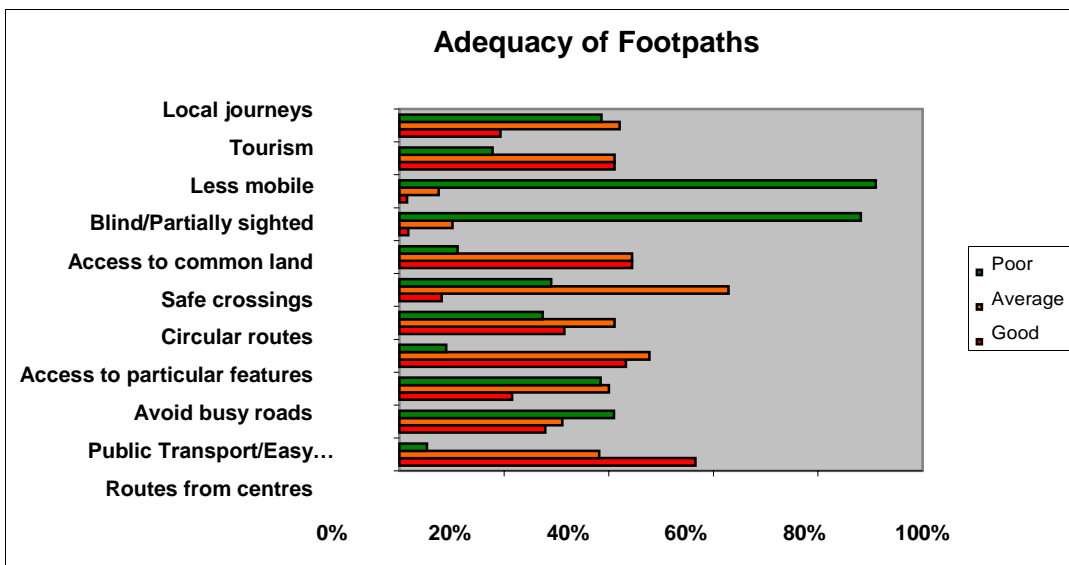 Adequacy of Footpaths
Local journeys
Tourism
Less mobile
Blind/Partially sighted
Access to common land
Safe crossings
Circular routes
Access to particular features
Avoid busy roads
Public Transport/Easy…
Routes from centres
Poor
Average
Good
0% 20% 40% 60% 80% 100%